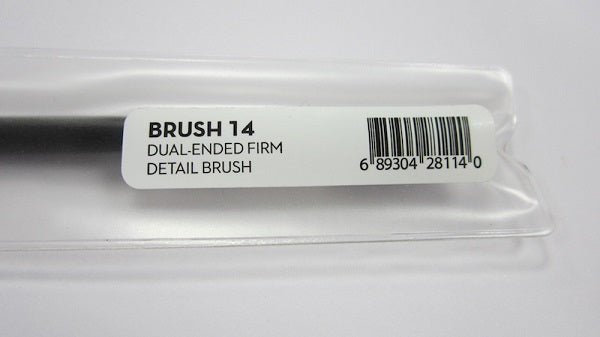 BRUSH 14
DUAL-ENDED FIRM
DETAIL BRUSH
6 89304 28114 0